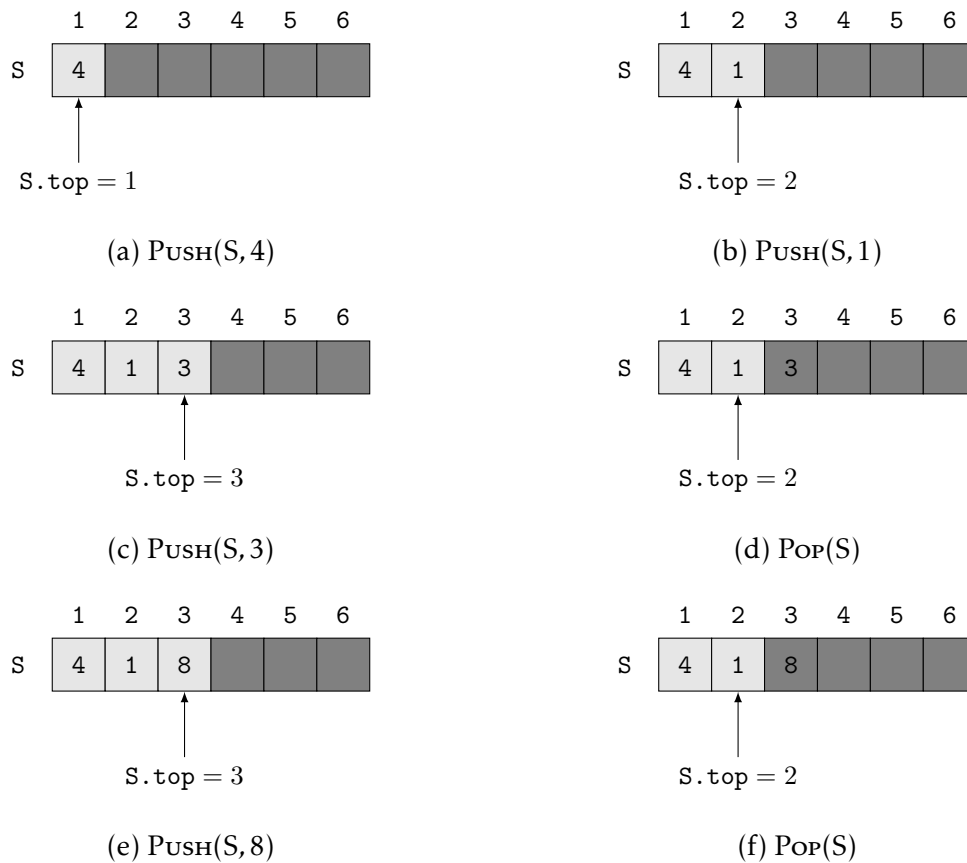 1 2 3 4 5 6
S 4
S.top = 1
(a) Push(S, 4)
1 2 3 4 5 6
S 4 1
S.top = 2
(b) Push(S, 1)
1 2 3 4 5 6
S 4 1 3
S.top = 3
(c) Push(S, 3)
1 2 3 4 5 6
S 4 1 3
S.top = 2
(d) Pop(S)
1 2 3 4 5 6
S 4 1 8
S.top = 3
(e) Push(S, 8)
1 2 3 4 5 6
S 4 1 8
S.top = 2
(f) Pop(S)